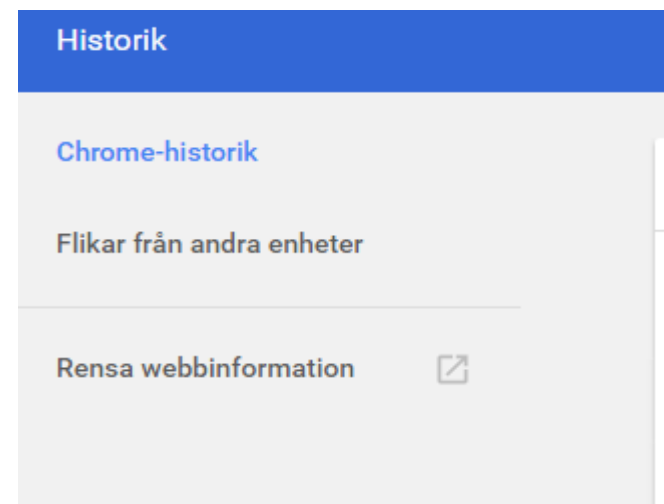 Historik
Chrome-historik
Flikar från andra enheter
Rensa webbinformation